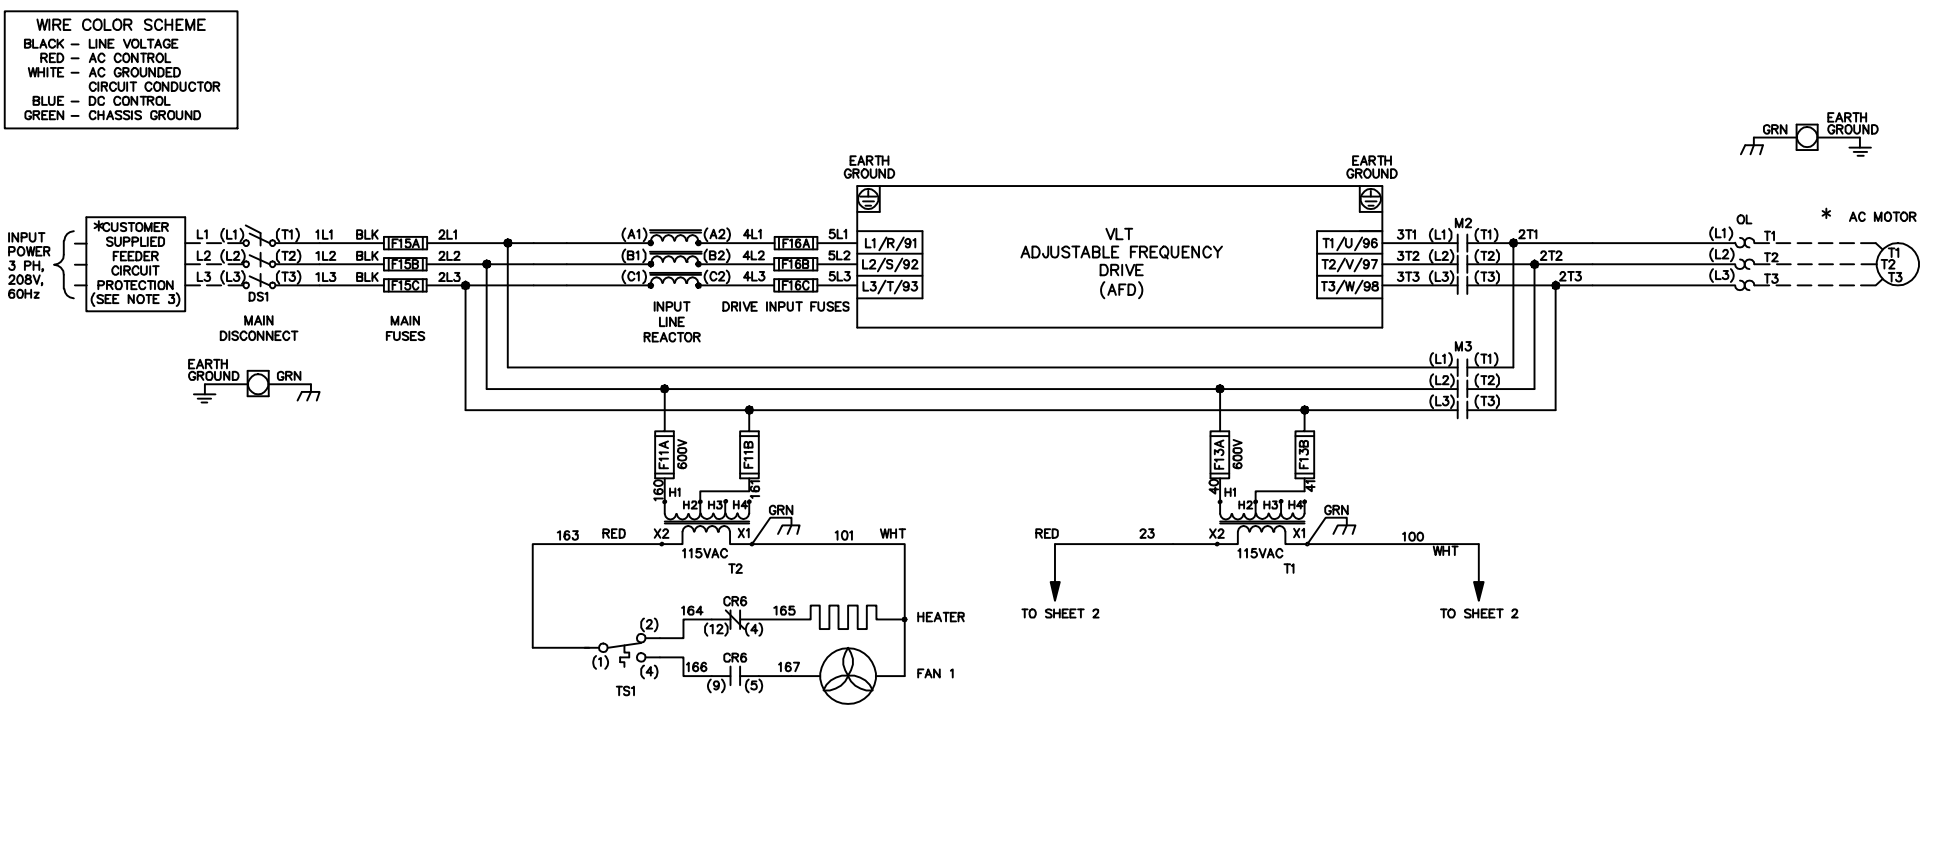 WIRE COLOR SCHEME
BLACK – LINE VOLTAGE
RED – AC CONTROL
WHITE – AC GROUNDED
CIRCUIT CONDUCTOR
BLUE – DC CONTROL
GREEN – CHASSIS GROUND
GRN
EARTH
GROUND
EARTH
GROUND
EARTH
GROUND
INPUT
POWER
3 PH,
208V,
60Hz
*CUSTOMER
SUPPLIED
FEEDER
CIRCUIT
PROTECTION
(SEE NOTE 3)
L1 (L1) (T1) 1L1 BLK F15A 2L1
L2 (L2) (T2) 1L2 BLK F15B 2L2
L3 (L3) (T3) 1L3 BLK F15C 2L3
DS1
MAIN
DISCONNECT
MAIN
FUSES
(A1) (A2) 4L1 F16A 5L1 L1/R/91
(B1) (B2) 4L2 F16B 5L2 L2/S/92
(C1) (C2) 4L3 F16C 5L3 L3/T/93
INPUT
LINE
REACTOR
DRIVE INPUT FUSES
VLT
ADJUSTABLE FREQUENCY
DRIVE
(AFD)
M2
T1/U/96 3T1 (L1) (T1) 2T1
T2/V/97 3T2 (L2) (T2) 2T2
T3/W/98 3T3 (L3) (T3) 2T3
OL
(L1) T1
(L2) T2
(L3) T3
* AC MOTOR
T1
T2
T3
M3
(L1) (T1)
(L2) (T2)
(L3) (T3)
EARTH
GROUND
GRN
F11A
600V
F11B
160
161
H1
H2 H3 H4
GRN
163 RED X2 X1 101 WHT
115VAC
T2
F13A
600V
F13B
40
41
H1
H2 H3 H4
GRN
RED 23 X2 X1 100
WHT
115VAC
T1
TO SHEET 2
TO SHEET 2
CR6
164 165
(12) (4)
HEATER
(2)
(1)
(4)
TS1
CR6
166 167
(9) (5)
FAN 1